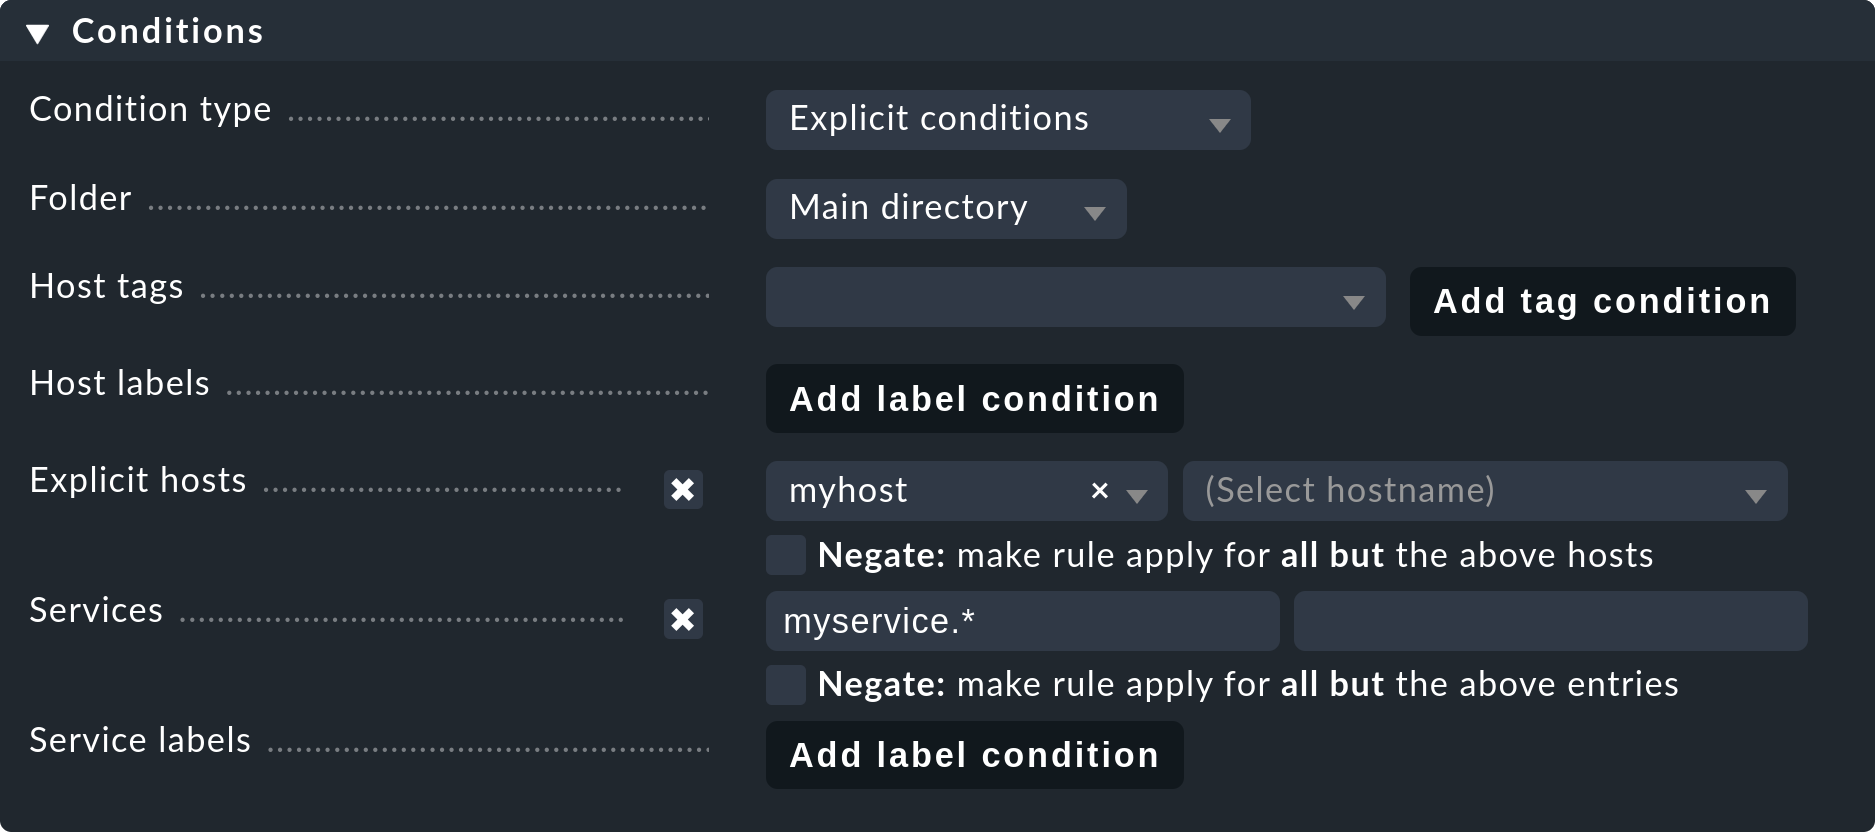 Conditions
Condition type
Explicit conditions
Folder
Main directory
Host tags
Add tag condition
Host labels
Add label condition
Explicit hosts
myhost
(Select hostname)
Negate: make rule apply for all but the above hosts
Services
myservice.*
Negate: make rule apply for all but the above entries
Service labels
Add label condition